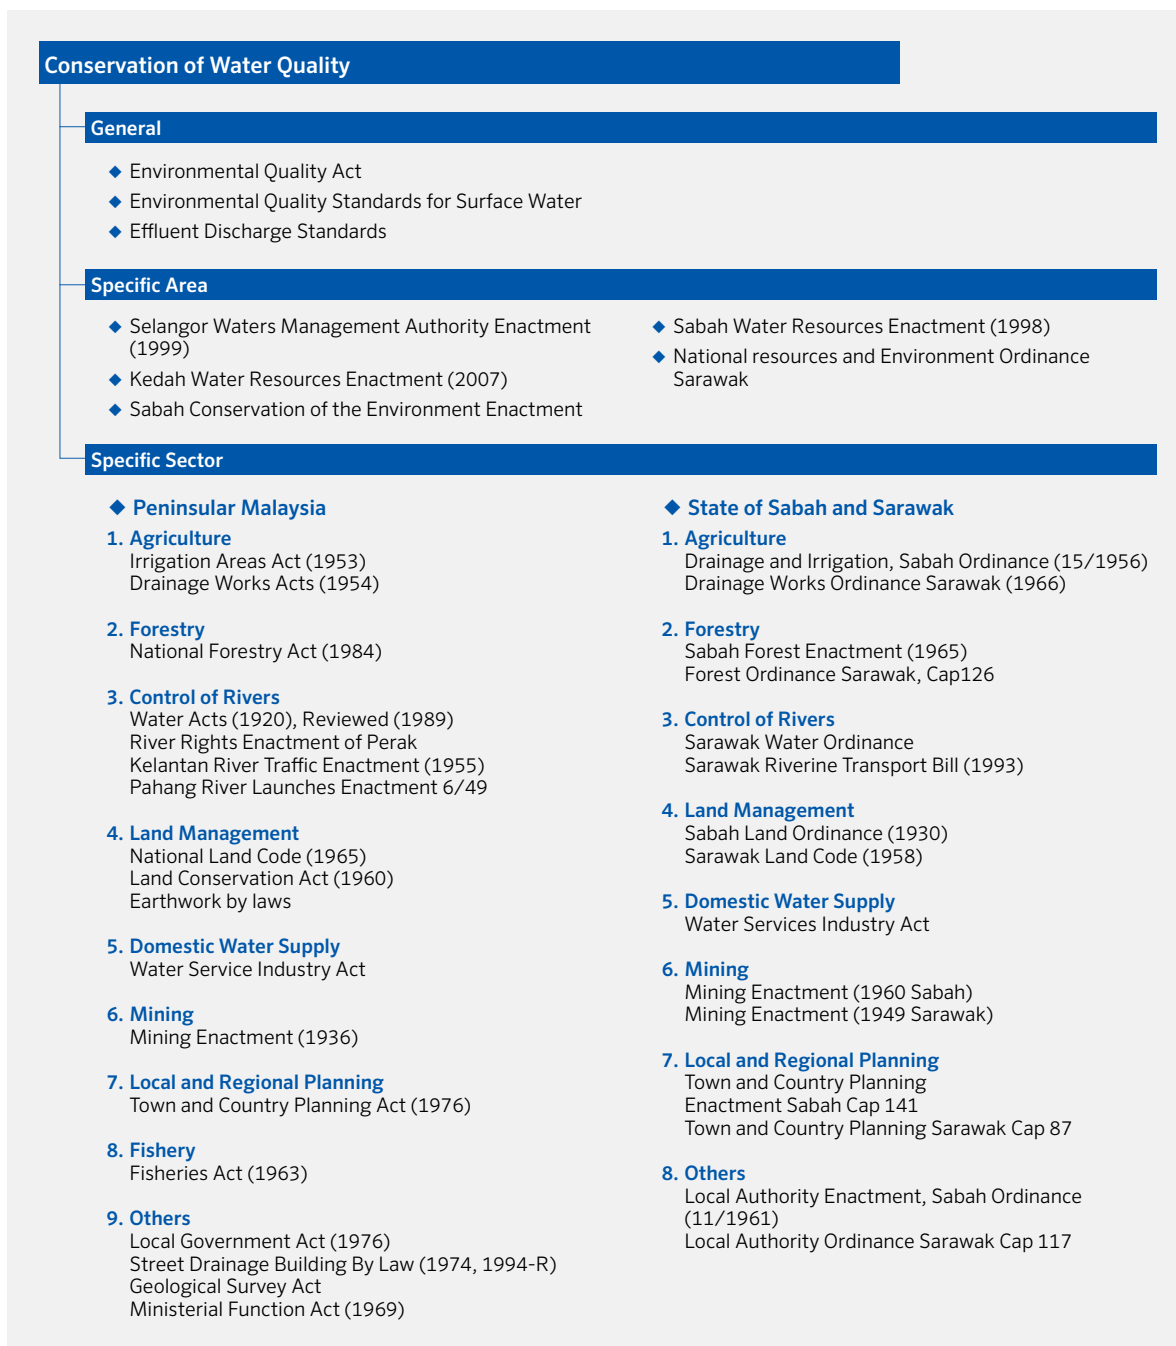 Conservation of Water Quality
General
◆ Environmental Quality Act
◆ Environmental Quality Standards for Surface Water
◆ Effluent Discharge Standards
Specific Area
◆ Selangor Waters Management Authority Enactment
(1999)
◆ Kedah Water Resources Enactment (2007)
◆ Sabah Conservation of the Environment Enactment
◆ Sabah Water Resources Enactment (1998)
◆ National resources and Environment Ordinance
Sarawak
Specific Sector
◆ Peninsular Malaysia
1. Agriculture
Irrigation Areas Act (1953)
Drainage Works Acts (1954)
2. Forestry
National Forestry Act (1984)
3. Control of Rivers
Water Acts (1920), Reviewed (1989)
River Rights Enactment of Perak
Kelantan River Traffic Enactment (1955)
Pahang River Launches Enactment 6/49
4. Land Management
National Land Code (1965)
Land Conservation Act (1960)
Earthwork by laws
5. Domestic Water Supply
Water Service Industry Act
6. Mining
Mining Enactment (1936)
7. Local and Regional Planning
Town and Country Planning Act (1976)
8. Fishery
Fisheries Act (1963)
9. Others
Local Government Act (1976)
Street Drainage Building By Law (1974, 1994-R)
Geological Survey Act
Ministerial Function Act (1969)
◆ State of Sabah and Sarawak
1. Agriculture
Drainage and Irrigation, Sabah Ordinance (15/1956)
Drainage Works Ordinance Sarawak (1966)
2. Forestry
Sabah Forest Enactment (1965)
Forest Ordinance Sarawak, Cap126
3. Control of Rivers
Sarawak Water Ordinance
Sarawak Riverine Transport Bill (1993)
4. Land Management
Sabah Land Ordinance (1930)
Sarawak Land Code (1958)
5. Domestic Water Supply
Water Services Industry Act
6. Mining
Mining Enactment (1960 Sabah)
Mining Enactment (1949 Sarawak)
7. Local and Regional Planning
Town and Country Planning
Enactment Sabah Cap 141
Town and Country Planning Sarawak Cap 87
8. Others
Local Authority Enactment, Sabah Ordinance
(11/1961)
Local Authority Ordinance Sarawak Cap 117